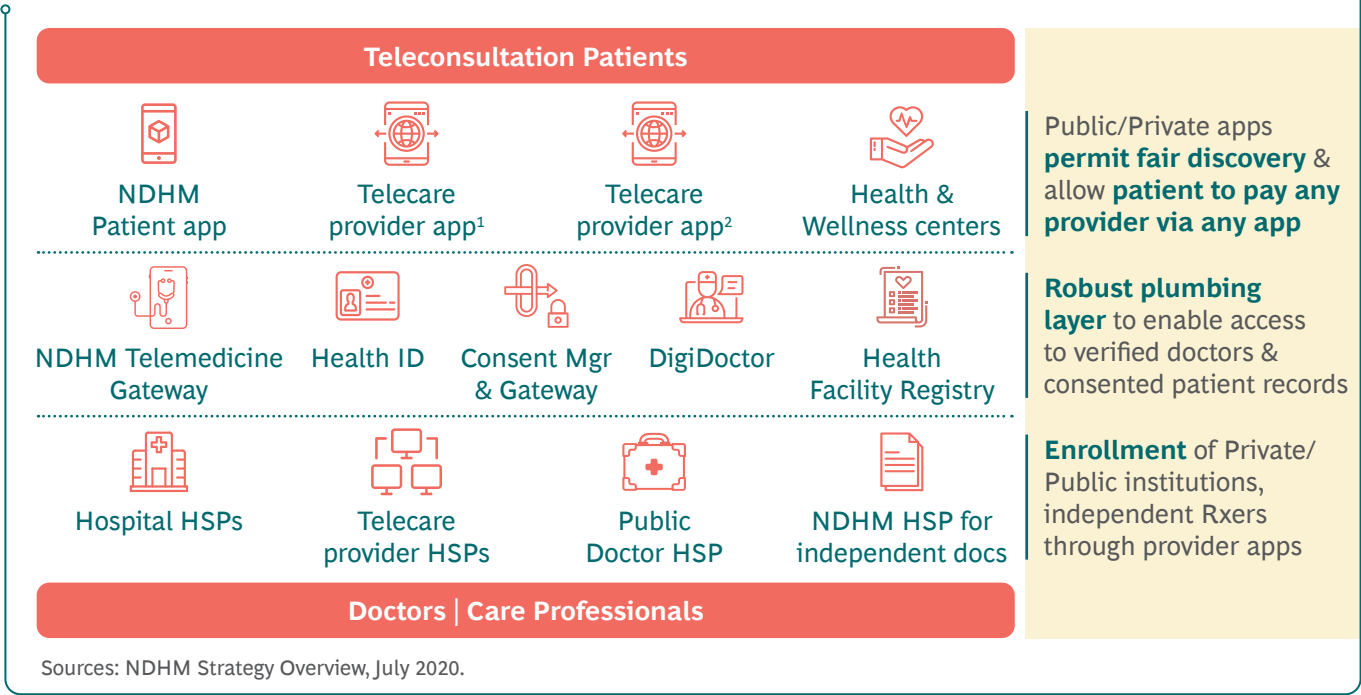 Teleconsultation Patients
NDHM
Patient app
Telecare
provider app¹
Telecare
provider app²
Health &
Wellness centers
Public/Private apps
permit fair discovery &
allow patient to pay any
provider via any app
NDHM Telemedicine
Gateway
Health ID
Consent Mgr
& Gateway
DigiDoctor
Health
Facility Registry
Robust plumbing
layer to enable access
to verified doctors &
consented patient records
Hospital HSPs
Telecare
provider HSPs
Public
Doctor HSP
NDHM HSP for
independent docs
Enrollment of Private/
Public institutions,
independent Rxers
through provider apps
Doctors | Care Professionals
Sources: NDHM Strategy Overview, July 2020.